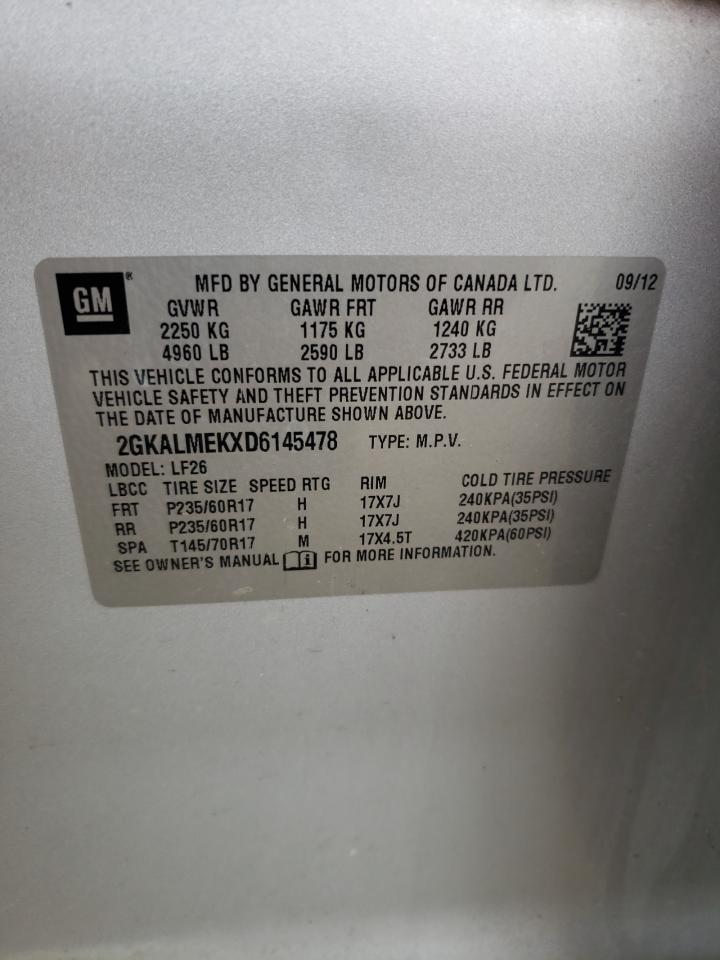 GM® MFD BY GENERAL MOTORS OF CANADA LTD. 09/12
GVWR GAWR FRT GAWR RR
2250 KG 1175 KG 1240 KG
4960 LB 2590 LB 2733 LB
THIS VEHICLE CONFORMS TO ALL APPLICABLE U.S. FEDERAL MOTOR
VEHICLE SAFETY AND THEFT PREVENTION STANDARDS IN EFFECT ON
THE DATE OF MANUFACTURE SHOWN ABOVE.
2GKALMEKXD6145478 TYPE: M.P.V.
MODEL: LF26
LBCC TIRE SIZE SPEED RTG RIM COLD TIRE PRESSURE
FRT P235/60R17 H 17X7J 240KPA(35PSI)
RR P235/60R17 H 17X7J 240KPA(35PSI)
SPA T145/70R17 M 17X4.5T 420KPA(60PSI)
SEE OWNER'S MANUAL i FOR MORE INFORMATION.